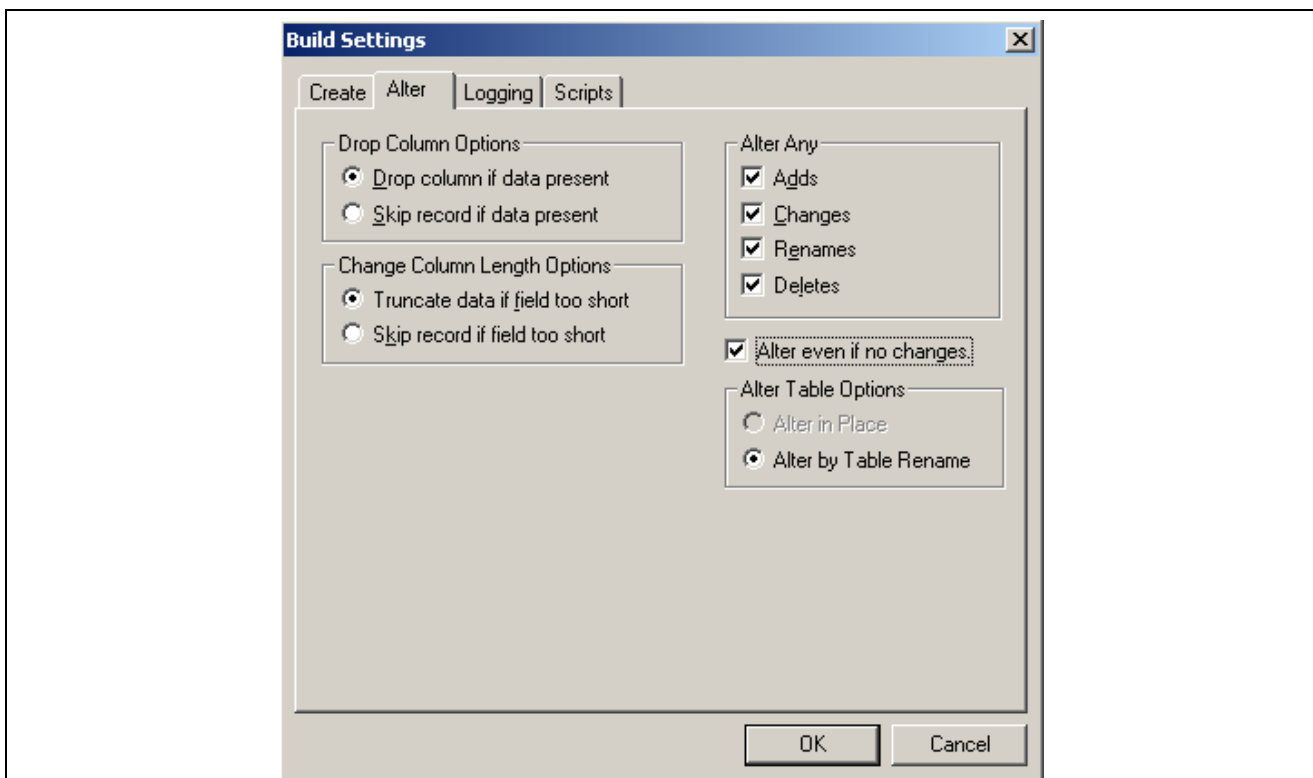 Build Settings
Create Alter Logging Scripts
Drop Column Options
Drop column if data present
Skip record if data present
Change Column Length Options
Truncate data if field too short
Skip record if field too short
Alter Any
Adds
Changes
Renames
Deletes
Alter even if no changes.
Alter Table Options
Alter in Place
Alter by Table Rename
OK Cancel